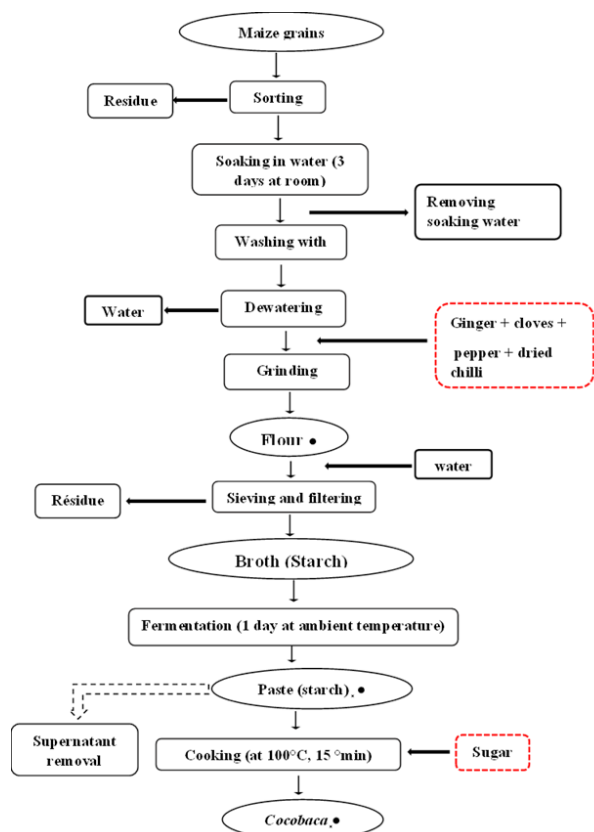 Maize grains
Residue
Sorting
Soaking in water (3
days at room)
Removing
soaking water
Washing with
Water
Dewatering
Ginger + cloves +
pepper + dried
chilli
Grinding
Flour •
water
Résidue
Sieving and filtering
Broth (Starch)
Fermentation (1 day at ambient temperature)
Paste (starch) . •
Supernatant
removal
Cooking (at 100°C, 15 °min)
Sugar
Cocobaca . •